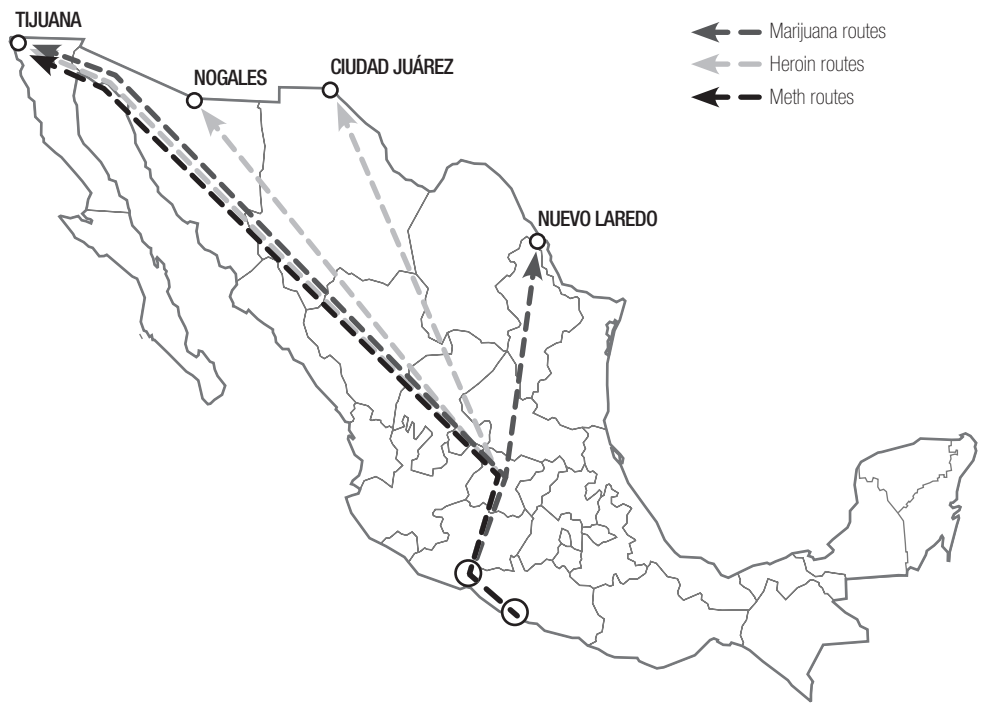 TIJUANA
NOGALES
CIUDAD JUÁREZ
NUEVO LAREDO
Marijuana routes
Heroin routes
Meth routes